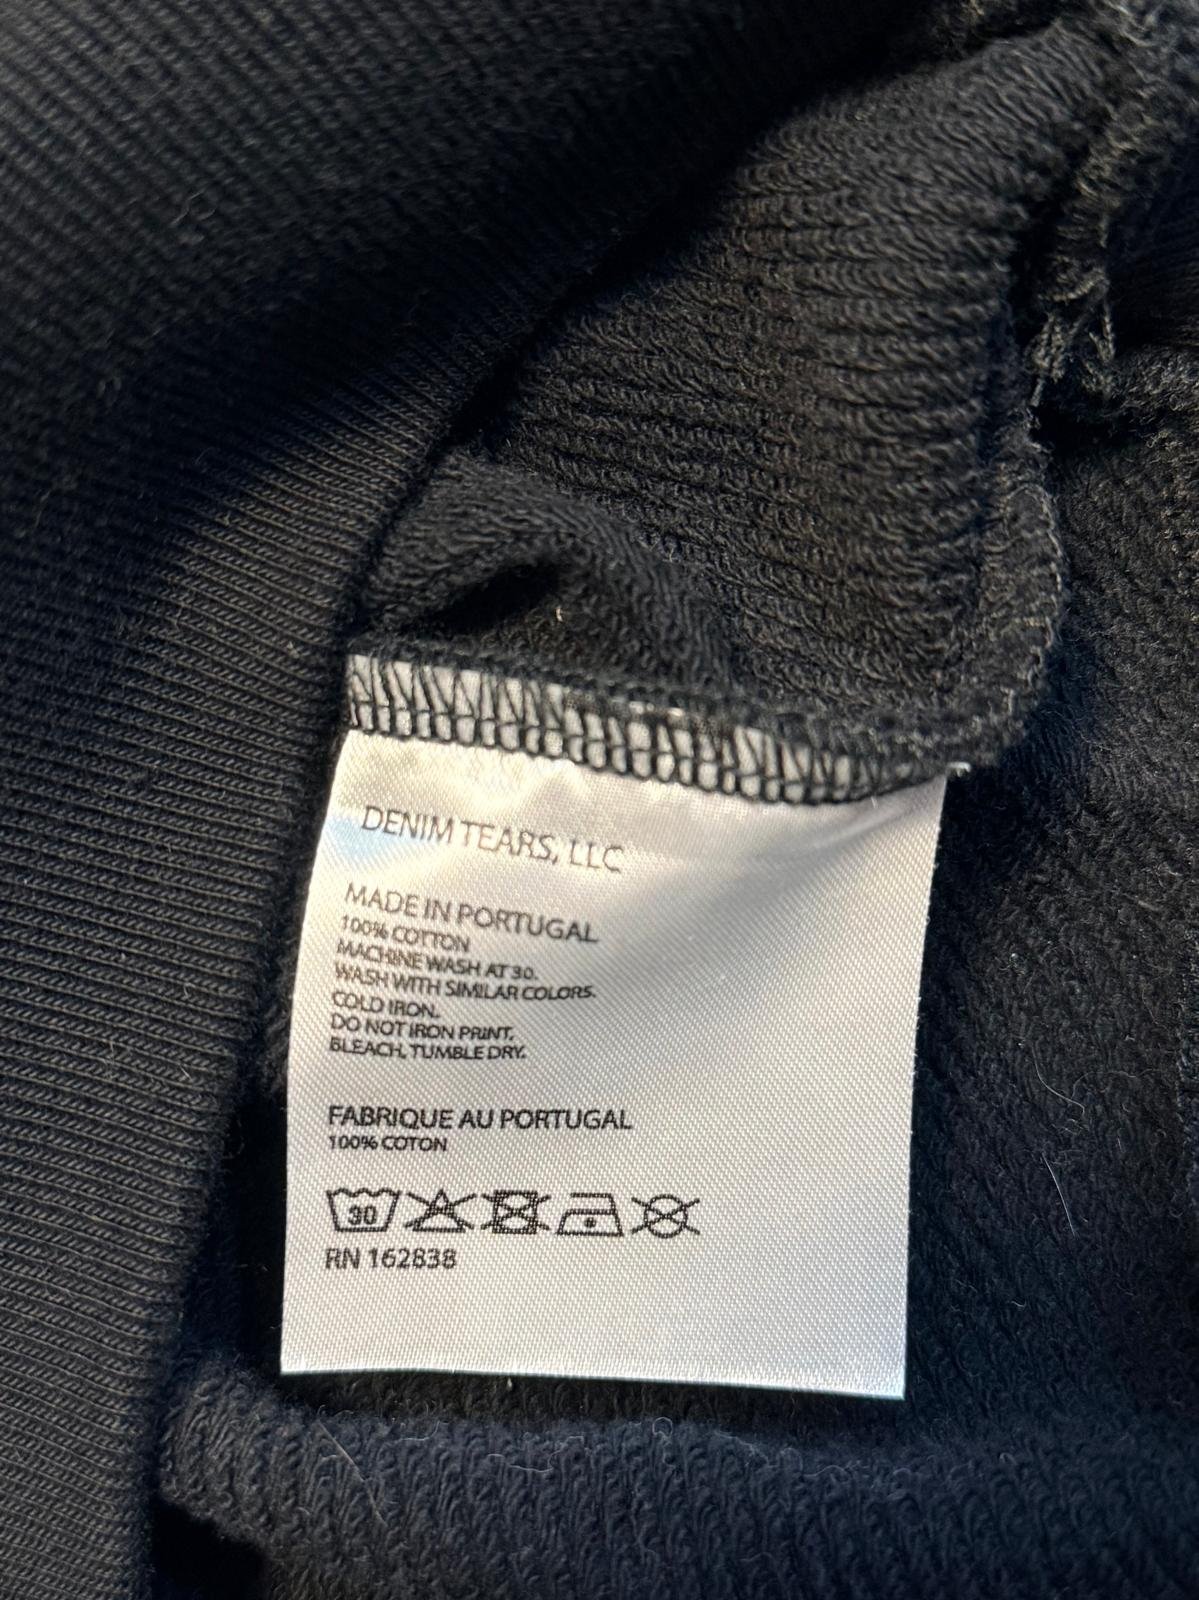 DENIM TEARS, LLC
MADE IN PORTUGAL
100% COTTON
MACHINE WASH AT 30.
WASH WITH SIMILAR COLORS.
COLD IRON.
DO NOT IRON PRINT,
BLEACH, TUMBLE DRY.
FABRIQUE AU PORTUGAL
100% COTON
30
RN 162838